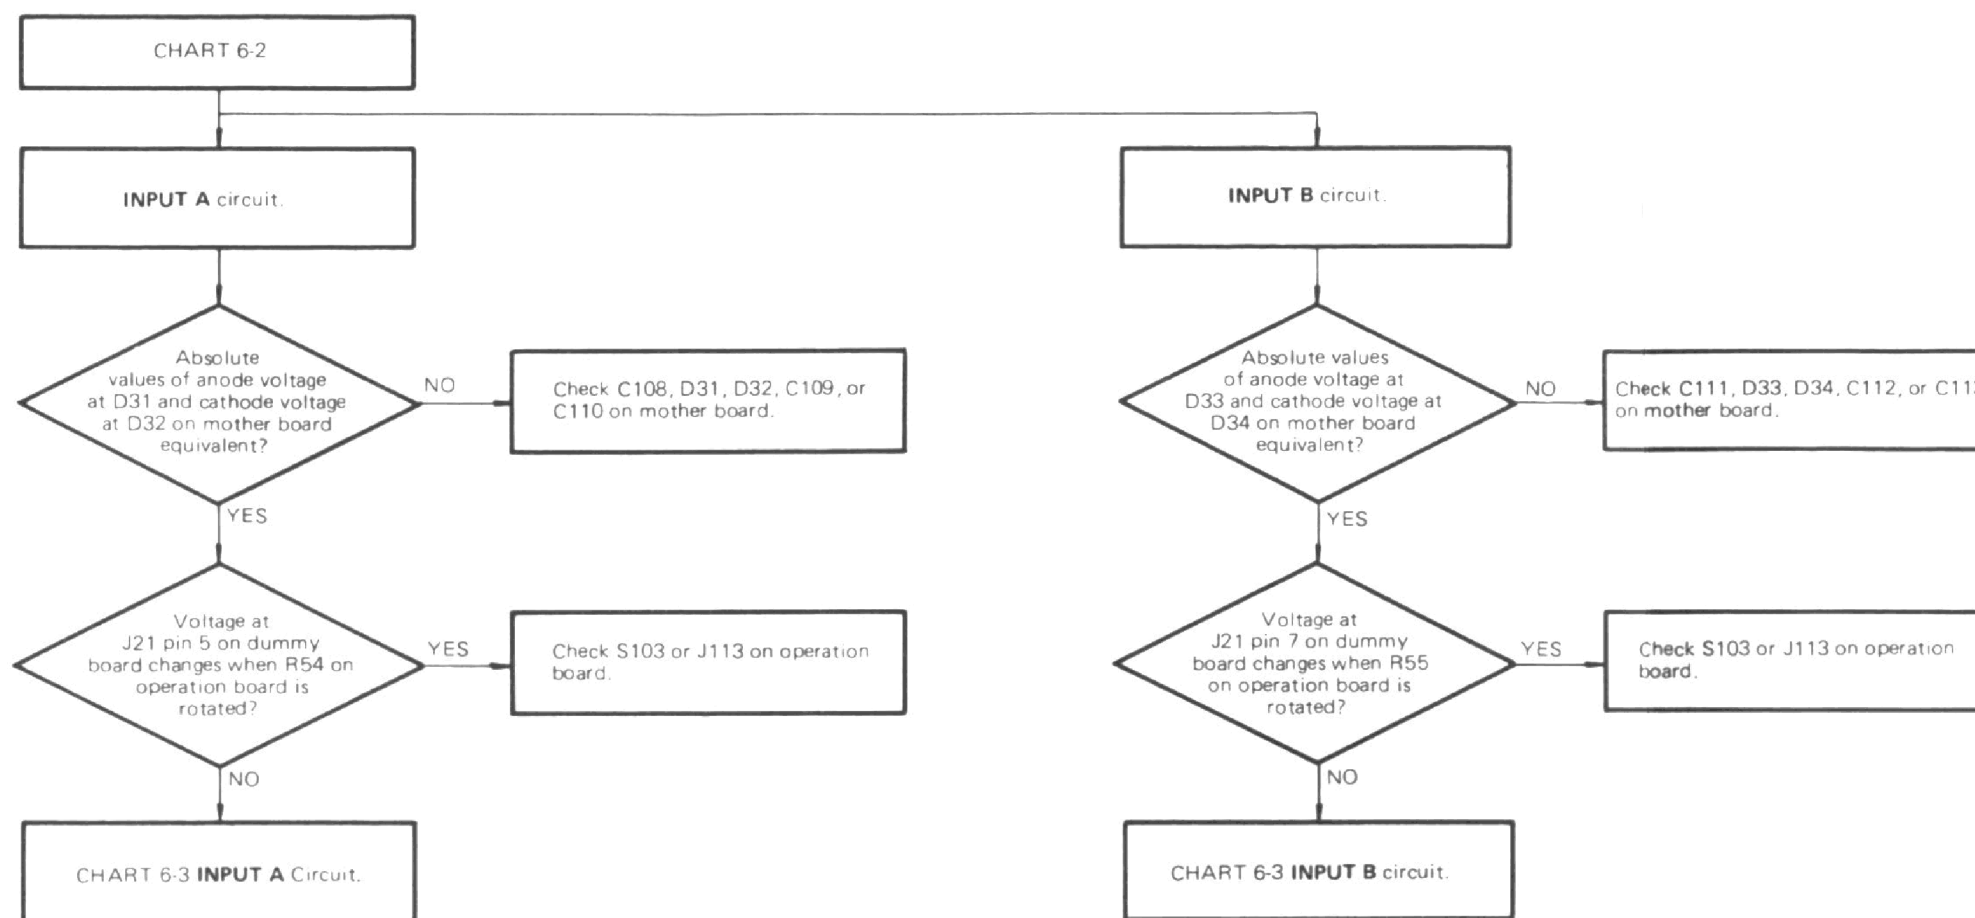 CHART 6-2
INPUT A circuit.
Absolute
values of anode voltage
at D31 and cathode voltage
at D32 on mother board
equivalent?
NO
Check C108, D31, D32, C109, or
C110 on mother board.
YES
Voltage at
J21 pin 5 on dummy
board changes when R54 on
operation board is
rotated?
YES
Check S103 or J113 on operation
board.
NO
CHART 6-3 INPUT A Circuit.
INPUT B circuit.
Absolute values
of anode voltage at
D33 and cathode voltage at
D34 on mother board
equivalent?
NO
Check C111, D33, D34, C112, or
on mother board.
YES
Voltage at
J21 pin 7 on dummy
board changes when R55
on operation board is
rotated?
YES
Check S103 or J113 on operation
board.
NO
CHART 6-3 INPUT B circuit.